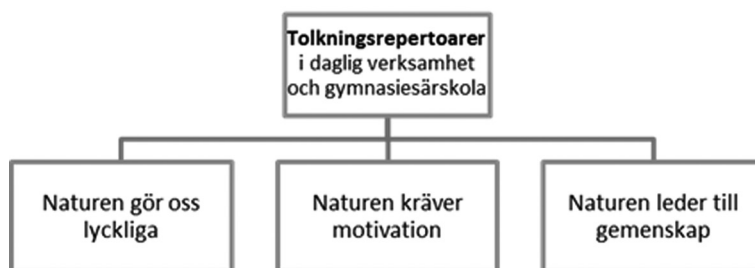 Tolkningsrepertoarer
i daglig verksamhet
och gymnasiesärskola
Naturen gör oss
lyckliga
Naturen kräver
motivation
Naturen leder till
gemenskap